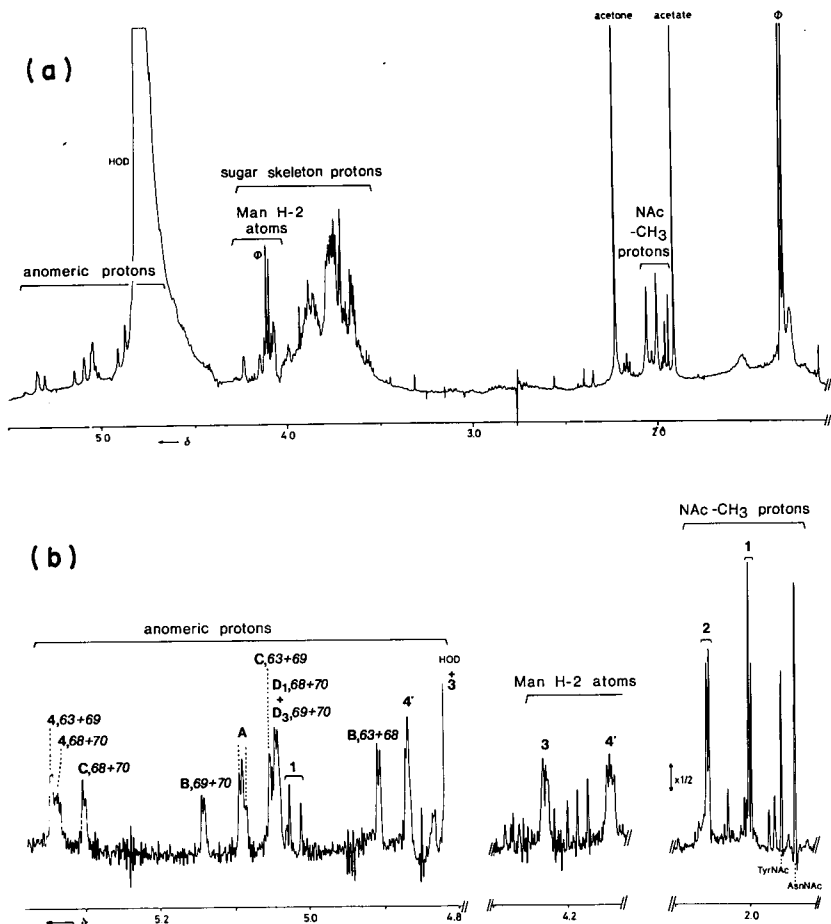 (a)
acetone
acetate
Φ
HOD
sugar skeleton protons
Man H-2
atoms
Φ
NAc
-CH3
protons
anomeric protons
5.0
4.0
3.0
2.0
← δ
(b)
NAc-CH3 protons
1
2
anomeric protons
HOD
+
3
C,63+69
D1,68+70
+
D3,69+70
4,63+69
4,68+70
C,68+70
A
B,69+70
1
B,63+68
4'
Man H-2 atoms
3
4'
x1/2
TyrNAc
AsnNAc
5.2
5.0
4.8
4.2
2.0
← δ